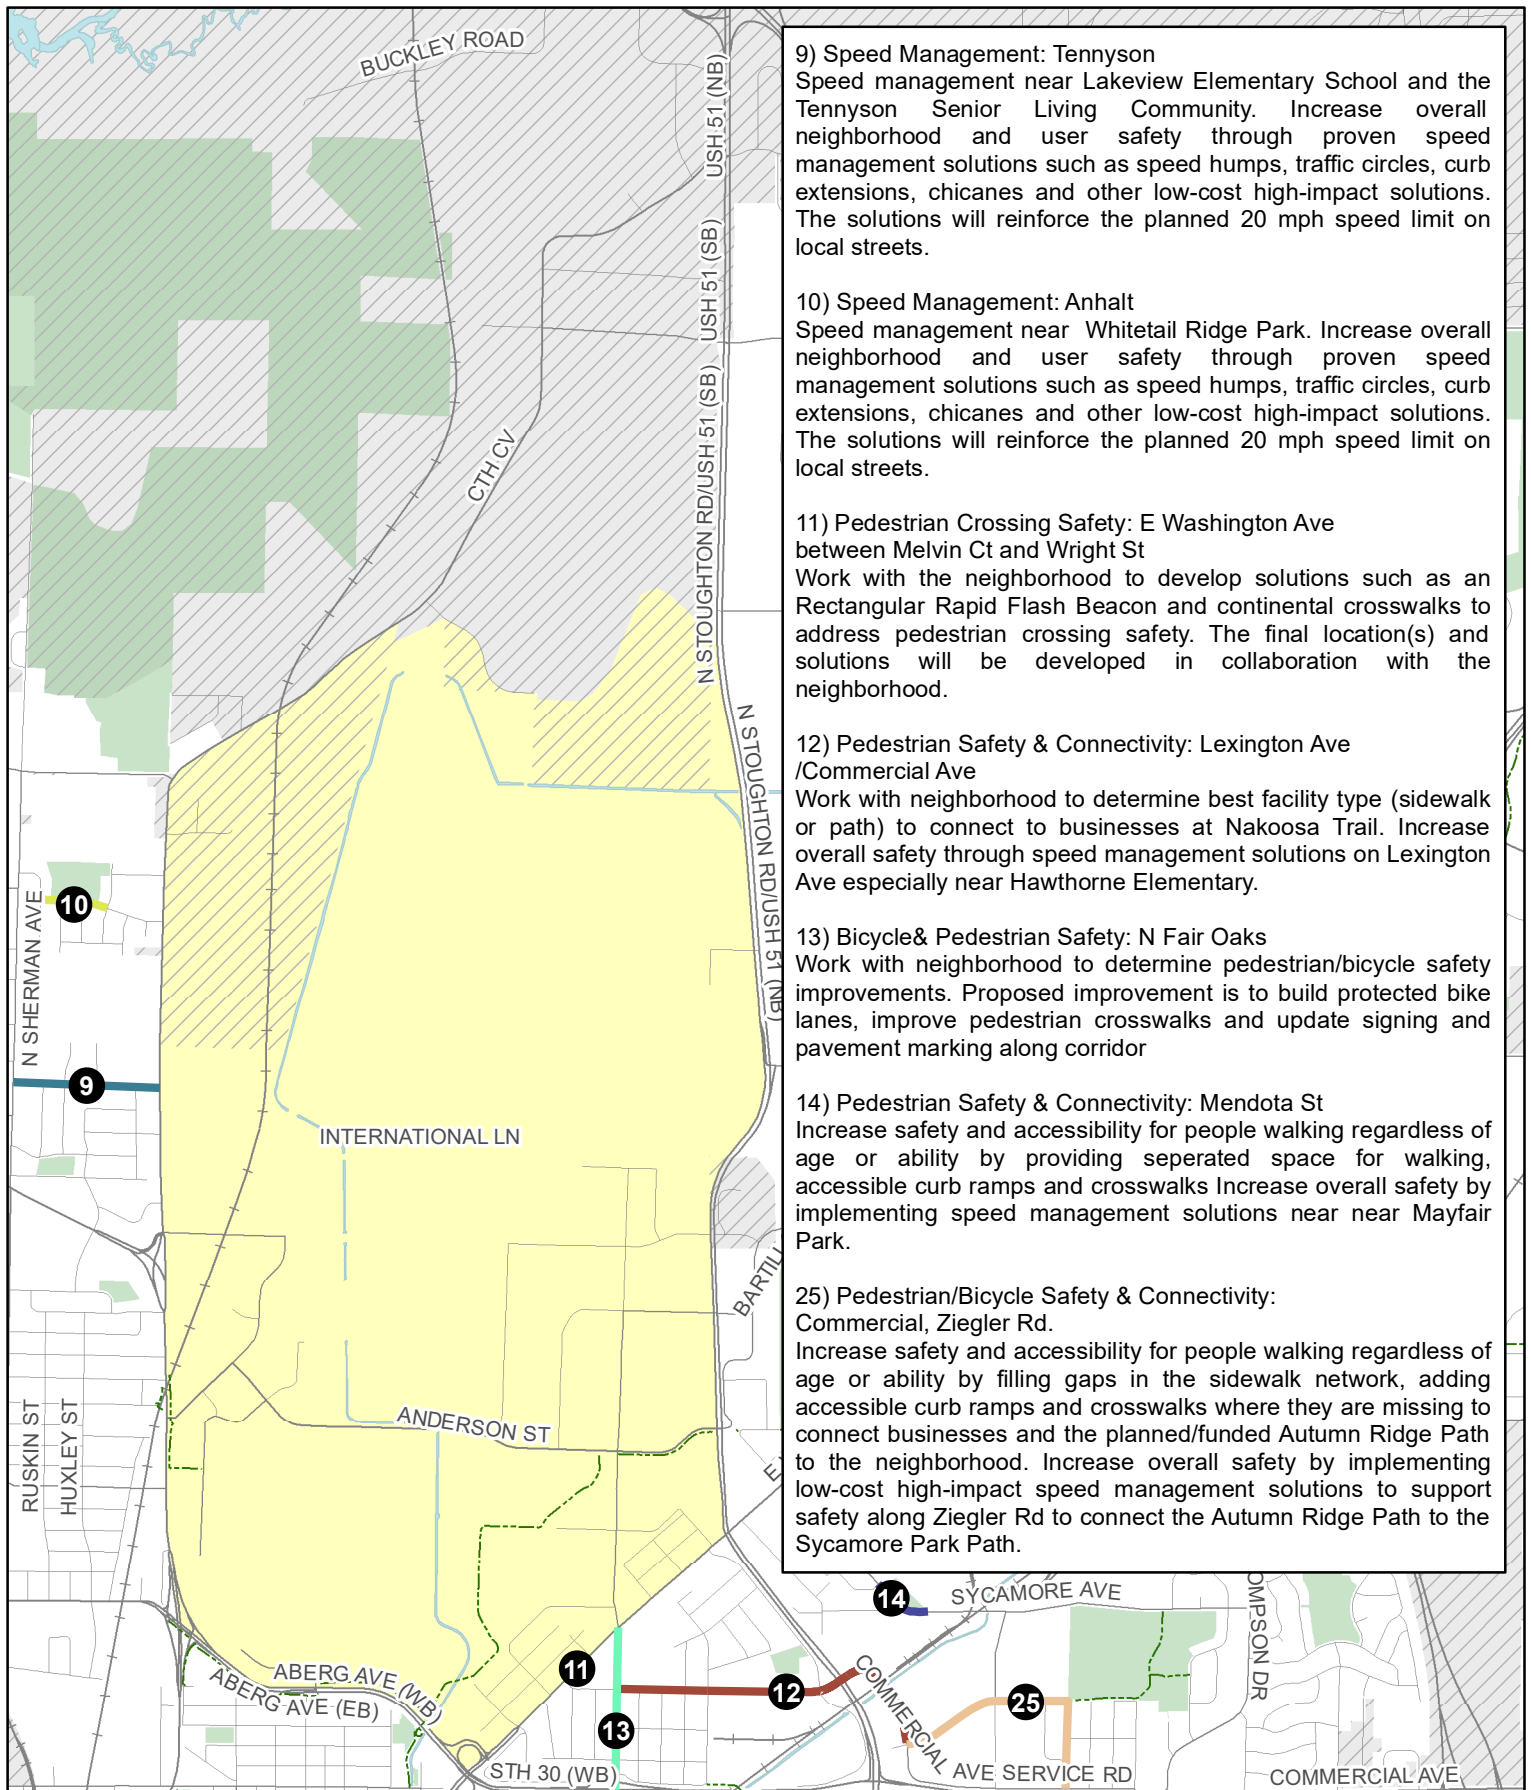 BUCKLEY ROAD
USH 51 (NB)
USH 51 (SB)
N STOUGHTON RD/USH 51 (SB)
CTH CV
N STOUGHTON RD/USH 51 (NB)
N SHERMAN AVE
10
9
INTERNATIONAL LN
BARTIL
ANDERSON ST
E
RUSKIN ST
HUXLEY ST
ABERG AVE (WB)
ABERG AVE (EB)
STH 30 (WB)
11
12
13
14
25
SYCAMORE AVE
OMPSON DR
COMMERCIAL AVE SERVICE RD
COMMERCIAL AVE
9) Speed Management: Tennyson
Speed management near Lakeview Elementary School and the
Tennyson Senior Living Community. Increase overall
neighborhood and user safety through proven speed
management solutions such as speed humps, traffic circles, curb
extensions, chicanes and other low-cost high-impact solutions.
The solutions will reinforce the planned 20 mph speed limit on
local streets.
10) Speed Management: Anhalt
Speed management near Whitetail Ridge Park. Increase overall
neighborhood and user safety through proven speed
management solutions such as speed humps, traffic circles, curb
extensions, chicanes and other low-cost high-impact solutions.
The solutions will reinforce the planned 20 mph speed limit on
local streets.
11) Pedestrian Crossing Safety: E Washington Ave
between Melvin Ct and Wright St
Work with the neighborhood to develop solutions such as an
Rectangular Rapid Flash Beacon and continental crosswalks to
address pedestrian crossing safety. The final location(s) and
solutions will be developed in collaboration with the
neighborhood.
12) Pedestrian Safety & Connectivity: Lexington Ave
/Commercial Ave
Work with neighborhood to determine best facility type (sidewalk
or path) to connect to businesses at Nakoosa Trail. Increase
overall safety through speed management solutions on Lexington
Ave especially near Hawthorne Elementary.
13) Bicycle& Pedestrian Safety: N Fair Oaks
Work with neighborhood to determine pedestrian/bicycle safety
improvements. Proposed improvement is to build protected bike
lanes, improve pedestrian crosswalks and update signing and
pavement marking along corridor
14) Pedestrian Safety & Connectivity: Mendota St
Increase safety and accessibility for people walking regardless of
age or ability by providing seperated space for walking,
accessible curb ramps and crosswalks Increase overall safety by
implementing speed management solutions near near Mayfair
Park.
25) Pedestrian/Bicycle Safety & Connectivity:
Commercial, Ziegler Rd.
Increase safety and accessibility for people walking regardless of
age or ability by filling gaps in the sidewalk network, adding
accessible curb ramps and crosswalks where they are missing to
connect businesses and the planned/funded Autumn Ridge Path
to the neighborhood. Increase overall safety by implementing
low-cost high-impact speed management solutions to support
safety along Ziegler Rd to connect the Autumn Ridge Path to the
Sycamore Park Path.